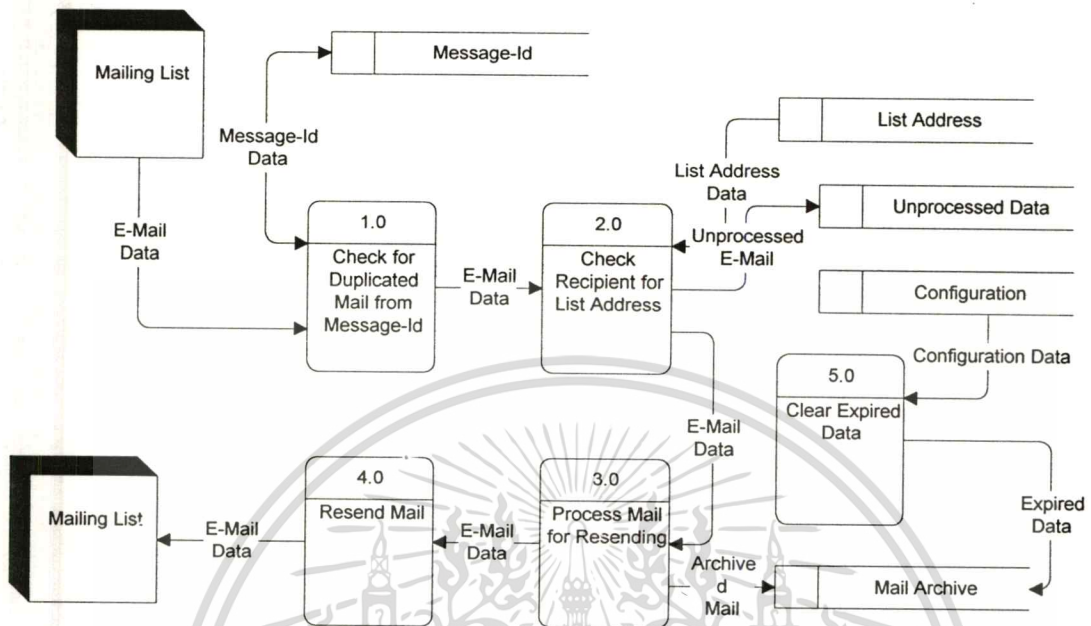 Mailing List
Message-Id
Message-Id
Data
E-Mail
Data
List Address
List Address
Data
Unprocessed Data
Unprocessed
E-Mail
1.0
Check for
Duplicated
Mail from
Message-Id
E-Mail
Data
2.0
Check
Recipient for
List Address
Configuration
Configuration Data
5.0
Clear Expired
Data
E-Mail
Data
Expired
Data
Mailing List
E-Mail
Data
4.0
Resend Mail
E-Mail
Data
3.0
Process Mail
for Resending
Archive
d
Mail
Mail Archive